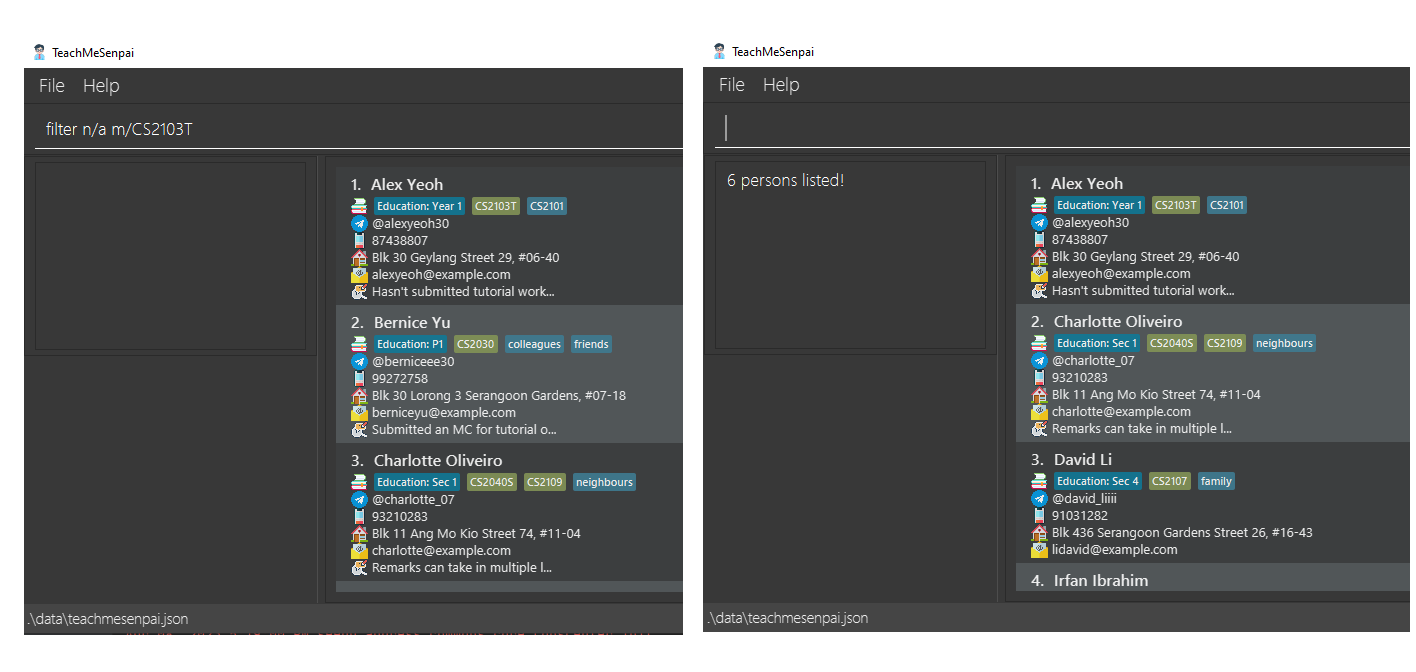 TeachMeSenpai
File Help
filter n/a m/CS2103T
1. Alex Yeoh
Education: Year 1 CS2103T CS2101
@alexyeoh30
87438807
Blk 30 Geylang Street 29, #06-40
alexyeoh@example.com
Hasn't submitted tutorial work...
2. Bernice Yu
Education: P1 CS2030 colleagues friends
@berniceee30
99272758
Blk 30 Lorong 3 Serangoon Gardens, #07-18
berniceyu@example.com
Submitted an MC for tutorial o...
3. Charlotte Oliveiro
Education: Sec 1 CS2040S CS2109 neighbours
@charlotte_07
93210283
Blk 11 Ang Mo Kio Street 74, #11-04
charlotte@example.com
Remarks can take in multiple l...
.\data\teachmesenpai.json
TeachMeSenpai
File Help
6 persons listed!
1. Alex Yeoh
Education: Year 1 CS2103T CS2101
@alexyeoh30
87438807
Blk 30 Geylang Street 29, #06-40
alexyeoh@example.com
Hasn't submitted tutorial work...
2. Charlotte Oliveiro
Education: Sec 1 CS2040S CS2109 neighbours
@charlotte_07
93210283
Blk 11 Ang Mo Kio Street 74, #11-04
charlotte@example.com
Remarks can take in multiple l...
3. David Li
Education: Sec 4 CS2107 family
@david_liiii
91031282
Blk 436 Serangoon Gardens Street 26, #16-43
lidavid@example.com
4. Irfan Ibrahim
.\data\teachmesenpai.json